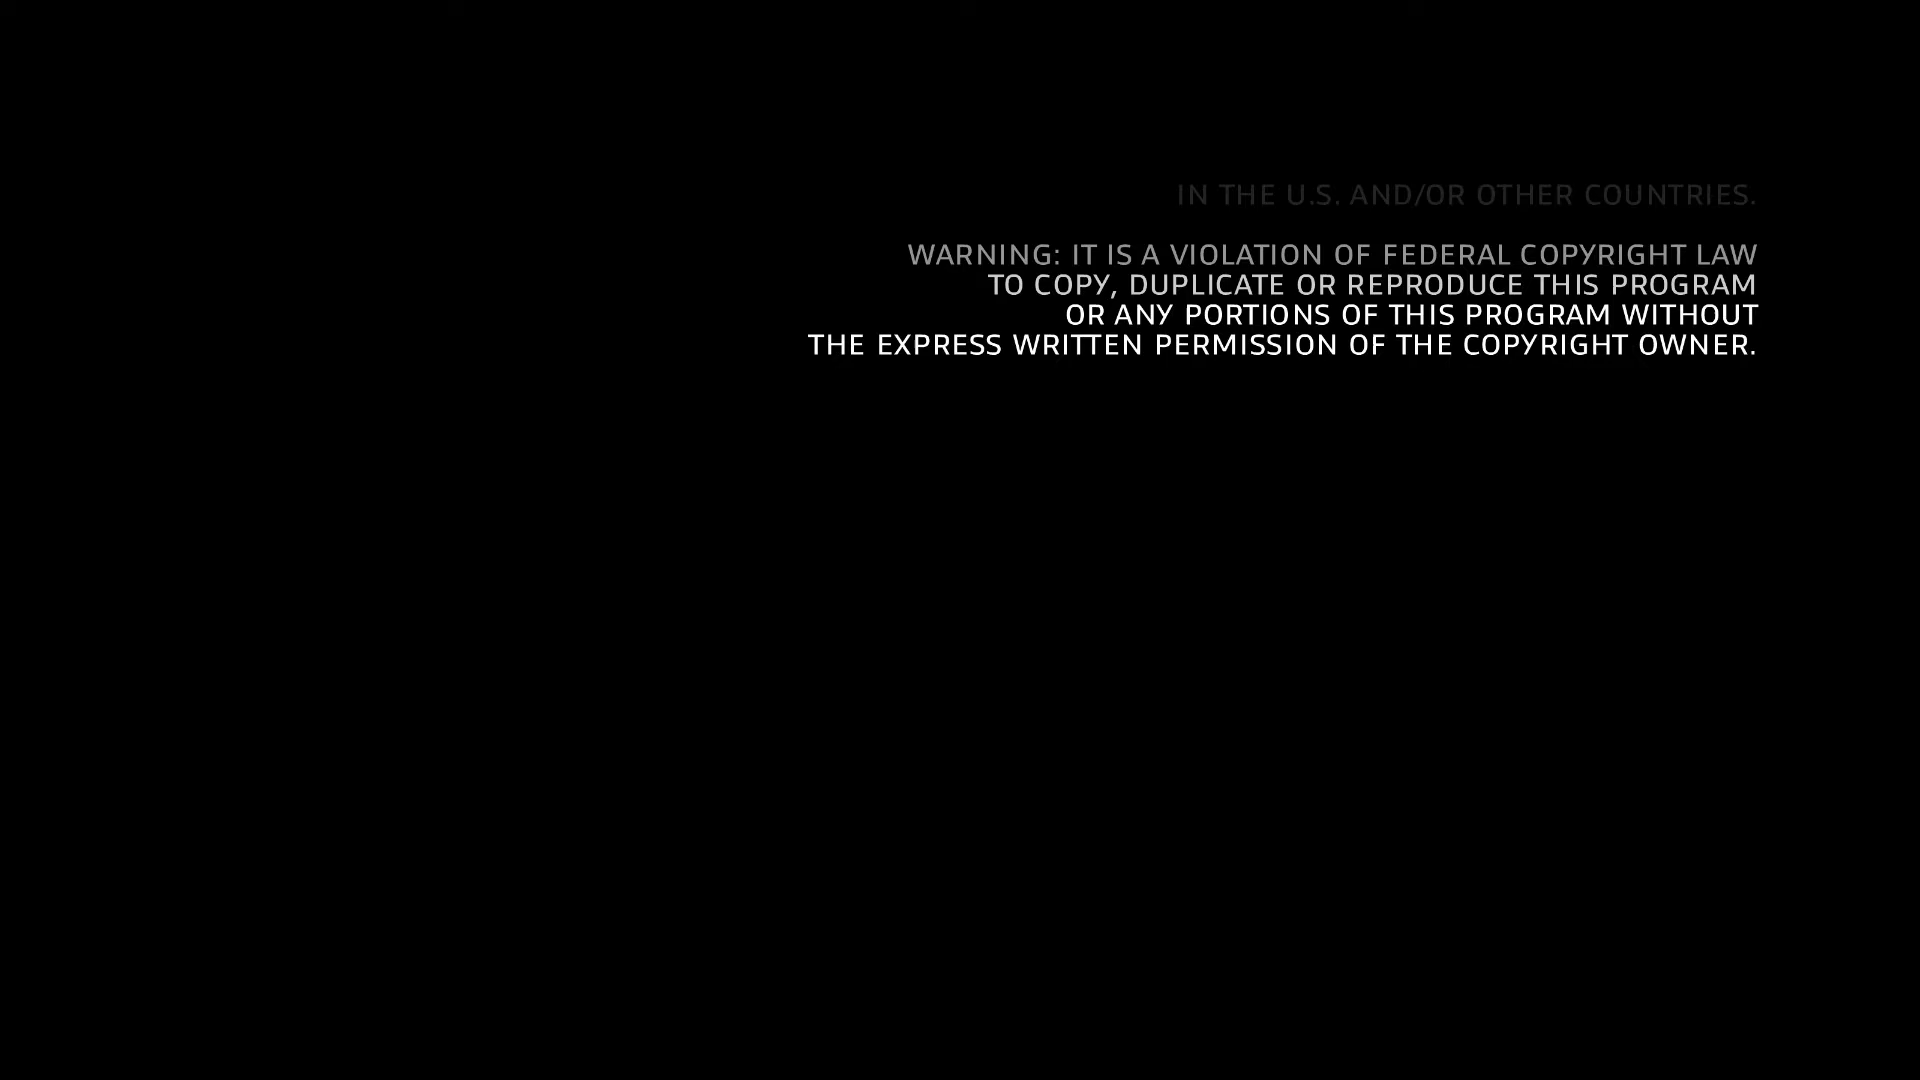 IN THE U.S. AND/OR OTHER COUNTRIES.
WARNING: IT IS A VIOLATION OF FEDERAL COPYRIGHT LAW
TO COPY, DUPLICATE OR REPRODUCE THIS PROGRAM
OR ANY PORTIONS OF THIS PROGRAM WITHOUT
THE EXPRESS WRITTEN PERMISSION OF THE COPYRIGHT OWNER.